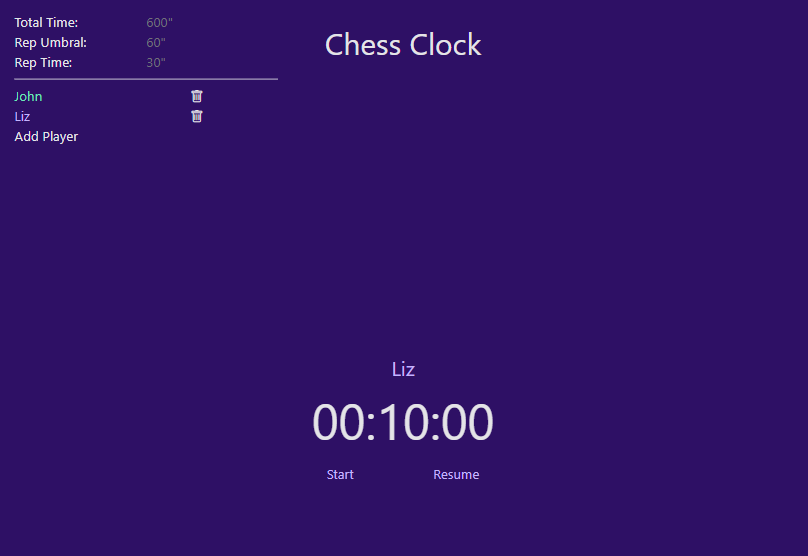 Total Time: 600"
Rep Umbral: 60"
Rep Time: 30"
Chess Clock
John
Liz
Add Player
Liz
00:10:00
Start Resume